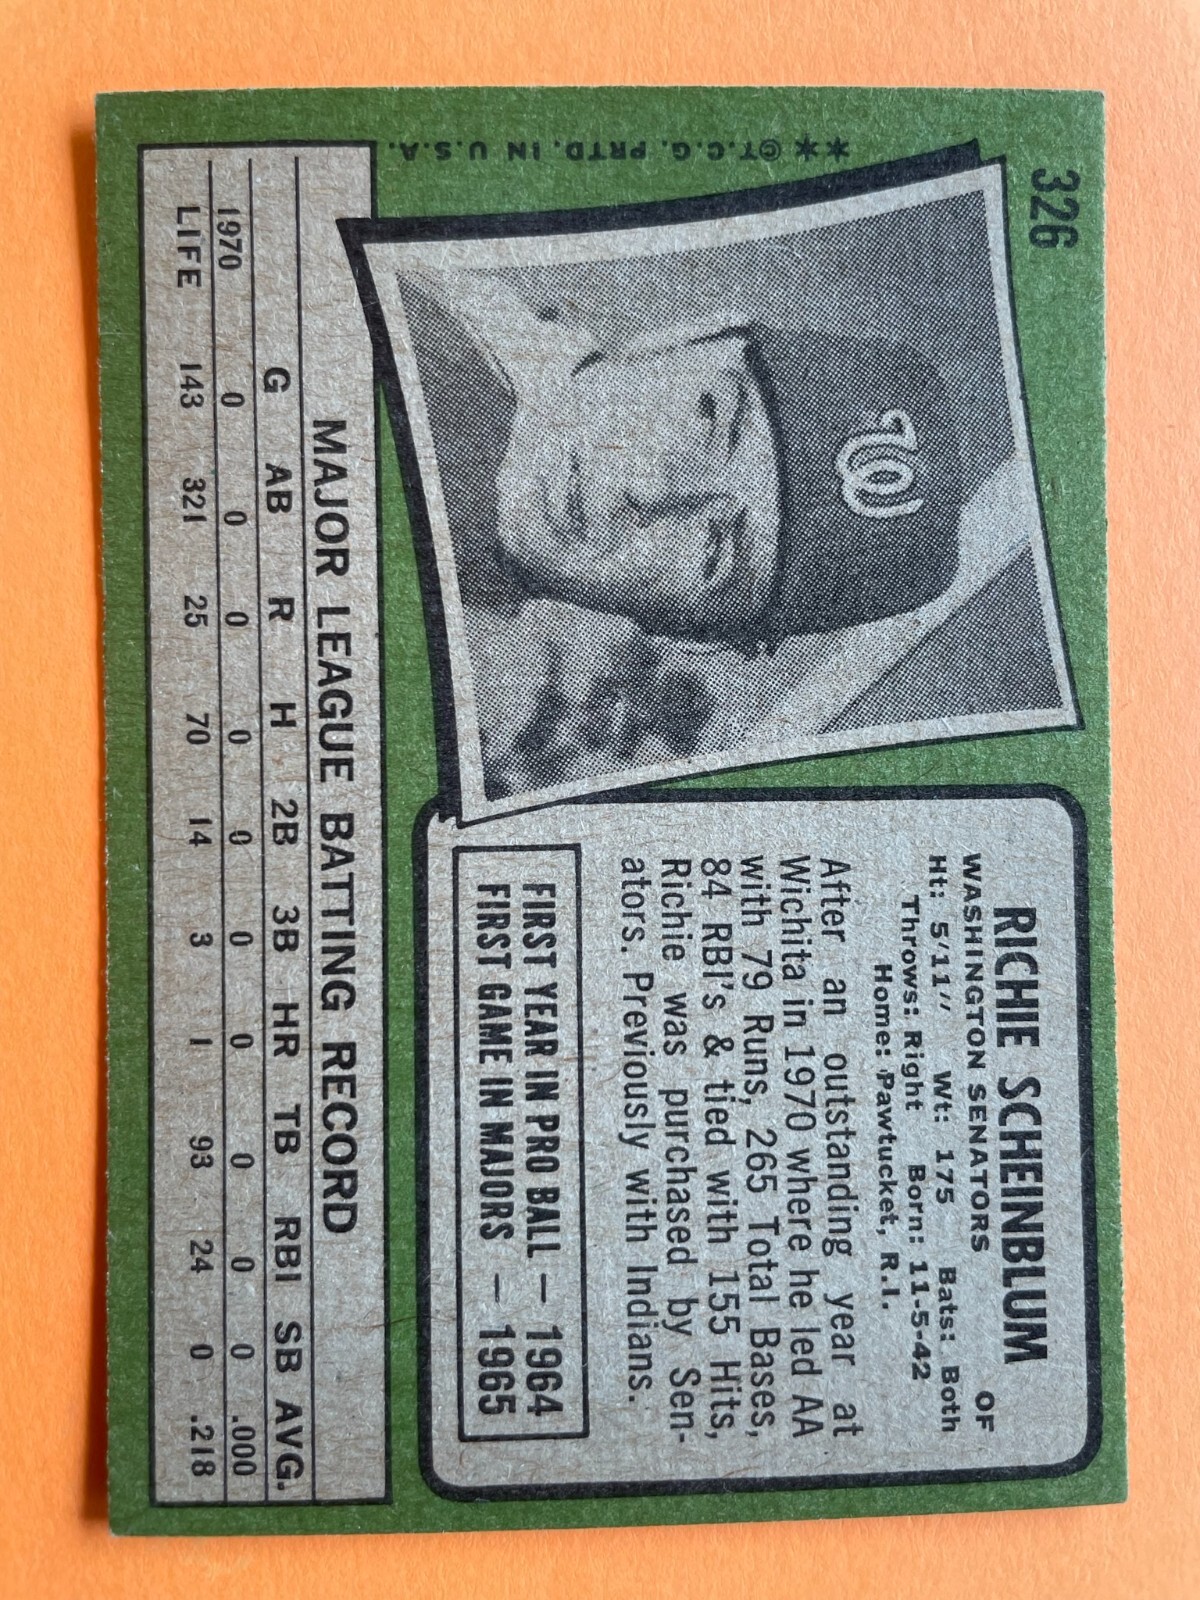 326
RICHIE SCHEINBLUM OF
WASHINGTON SENATORS
Ht: 5'11" Wt: 175 Bats: Both
Throws: Right Born: 11-5-42
Home: Pawtucket, R.I.
After an outstanding year at
Wichita in 1970 where he led AA
with 79 Runs, 265 Total Bases,
84 RBI's & tied with 155 Hits,
Richie was purchased by Sen-
ators. Previously with Indians.
FIRST YEAR IN PRO BALL — 1964
FIRST GAME IN MAJORS — 1965
W
**©T.C.G. PRTD. IN U.S.A.
MAJOR LEAGUE BATTING RECORD
G AB R H 2B 3B HR TB RBI SB AVG.
1970 0 0 0 0 0 0 0 0 0 0 .000
LIFE 143 321 25 70 14 3 1 93 24 0 .218